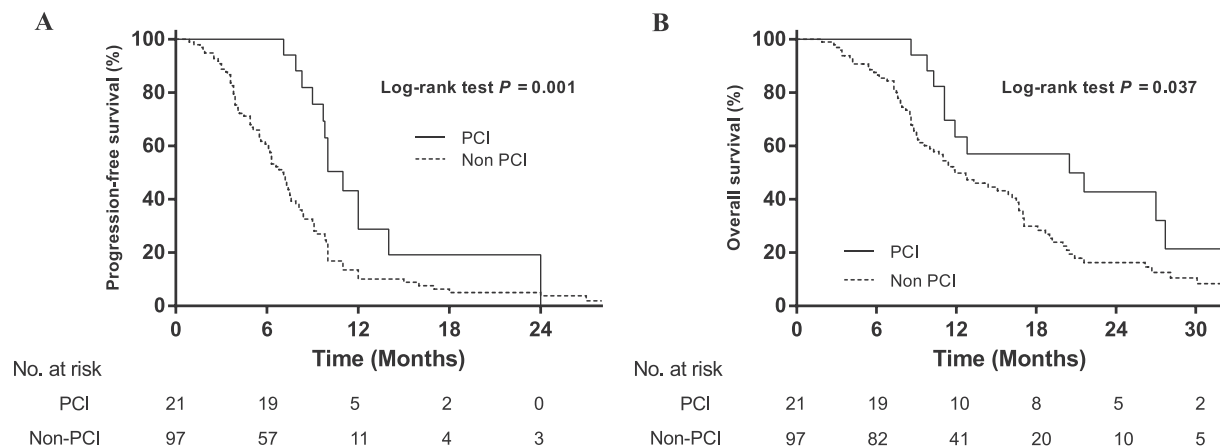 A
Progression-free survival (%)
100
80
60
40
20
0
Log-rank test P = 0.001
PCI
Non PCI
0 6 12 18 24
Time (Months)
No. at risk
PCI 21 19 5 2 0
Non-PCI 97 57 11 4 3
B
Overall survival (%)
100
80
60
40
20
0
Log-rank test P = 0.037
PCI
Non PCI
0 6 12 18 24 30
Time (Months)
No. at risk
PCI 21 19 10 8 5 2
Non-PCI 97 82 41 20 10 5